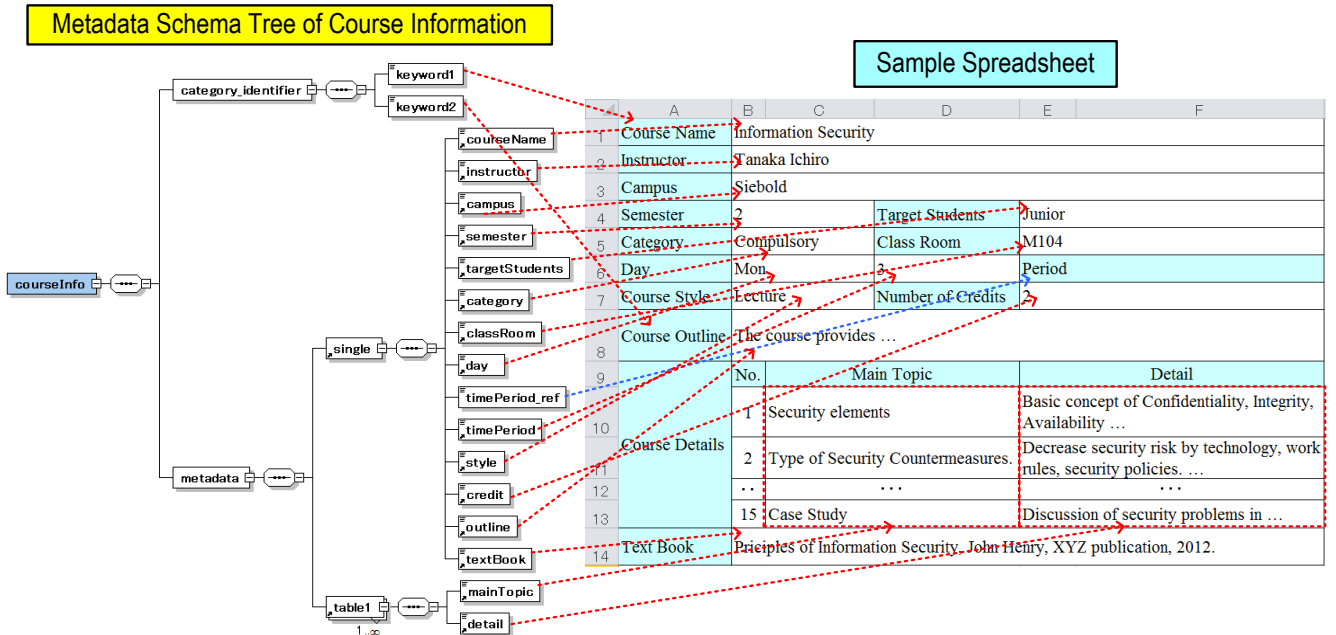 Metadata Schema Tree of Course Information
Sample Spreadsheet
courseInfo
category_identifier
keyword1
keyword2
metadata
single
courseName
instructor
campus
semester
targetStudents
category
classRoom
day
timePeriod_ref
timePeriod
style
credit
outline
textBook
table1
1..∞
mainTopic
detail
A B C D E F
1 Course Name Information Security
2 Instructor Tanaka Ichiro
3 Campus Siebold
4 Semester 2 Target Students Junior
5 Category Compulsory Class Room M104
6 Day Mon 3 Period
7 Course Style Lecture Number of Credits 2
8 Course Outline The course provides …
9 No. Main Topic Detail
Course Details
10 1 Security elements Basic concept of Confidentiality, Integrity,
Availability …
11 2 Type of Security Countermeasures. Decrease security risk by technology, work
rules, security policies. …
12 .. ... ...
13 15 Case Study Discussion of security problems in …
14 Text Book Priciples of Information Security, John Henry, XYZ publication, 2012.